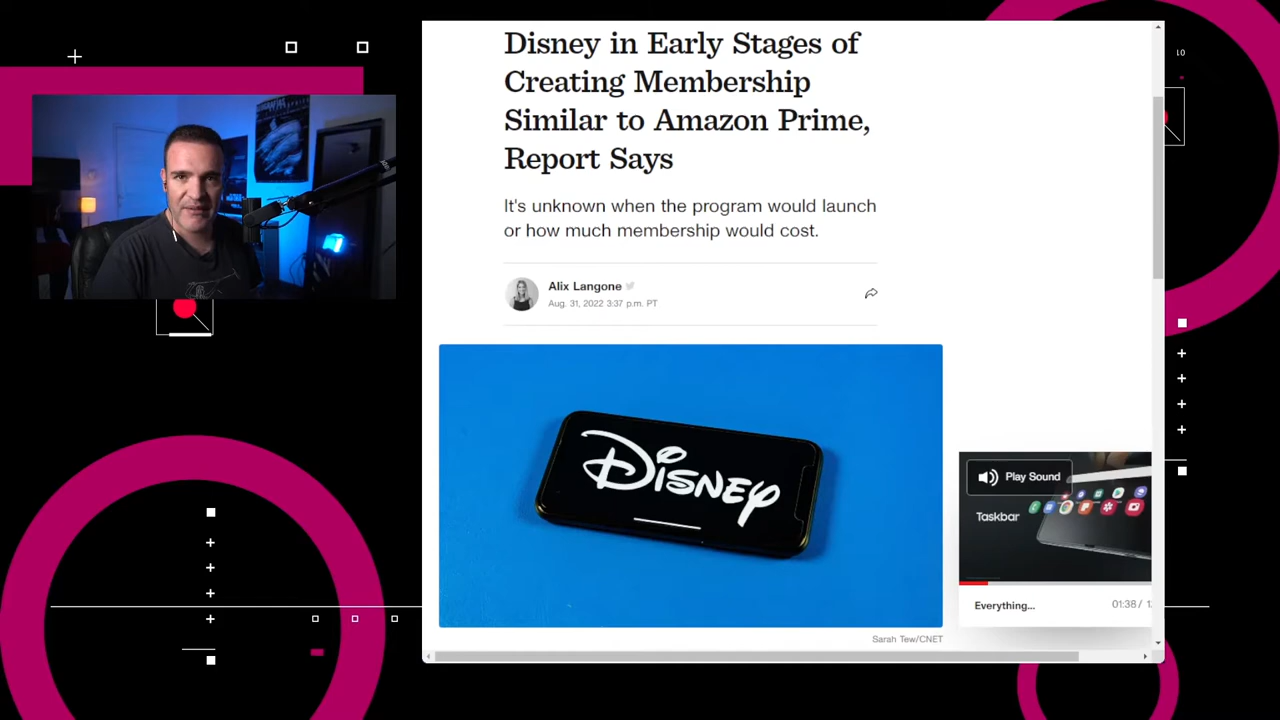 Disney in Early Stages of
Creating Membership
Similar to Amazon Prime,
Report Says
It's unknown when the program would launch
or how much membership would cost.
Alix Langone
Aug. 31, 2022 3:37 p.m. PT
Disney
Play Sound
Taskbar
Everything...
01:38 /
Sarah Tew/CNET